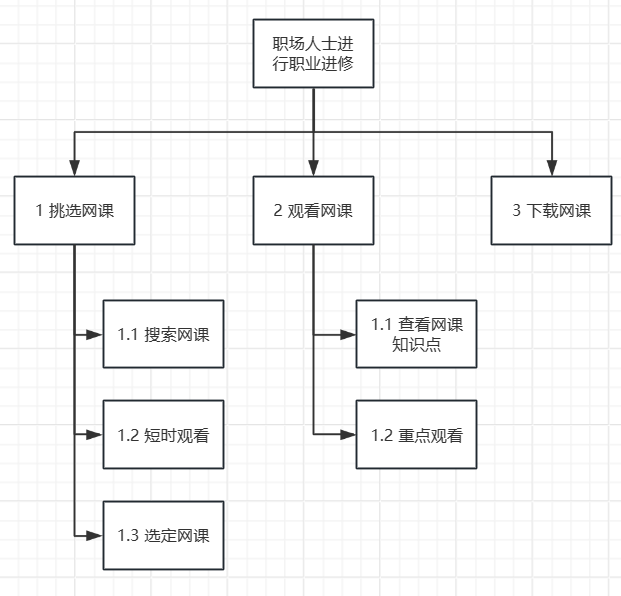 职场人士进
行职业进修
1 挑选网课
2 观看网课
3 下载网课
1.1 搜索网课
1.1 查看网课
知识点
1.2 短时观看
1.2 重点观看
1.3 选定网课